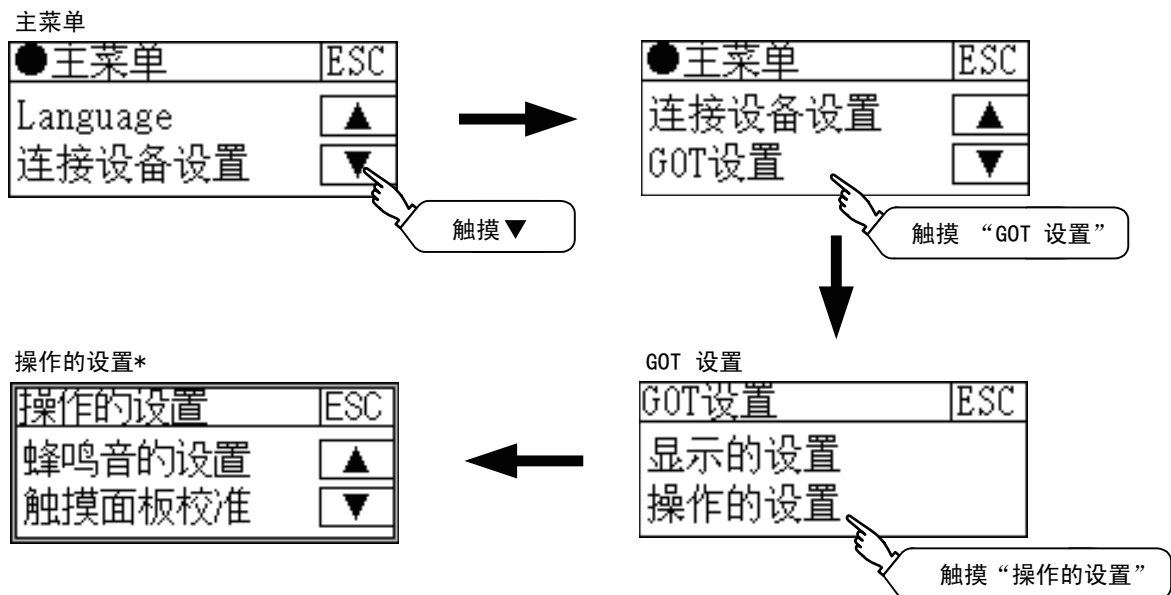 主菜单
●主菜单 ESC
Language ▲
连接设备设置 ▼
触摸▼
●主菜单 ESC
连接设备设置 ▲
GOT设置 ▼
触摸 “GOT 设置”
GOT 设置
GOT设置 ESC
显示的设置
操作的设置
触摸“操作的设置”
操作的设置*
操作的设置 ESC
蜂鸣音的设置 ▲
触摸面板校准 ▼